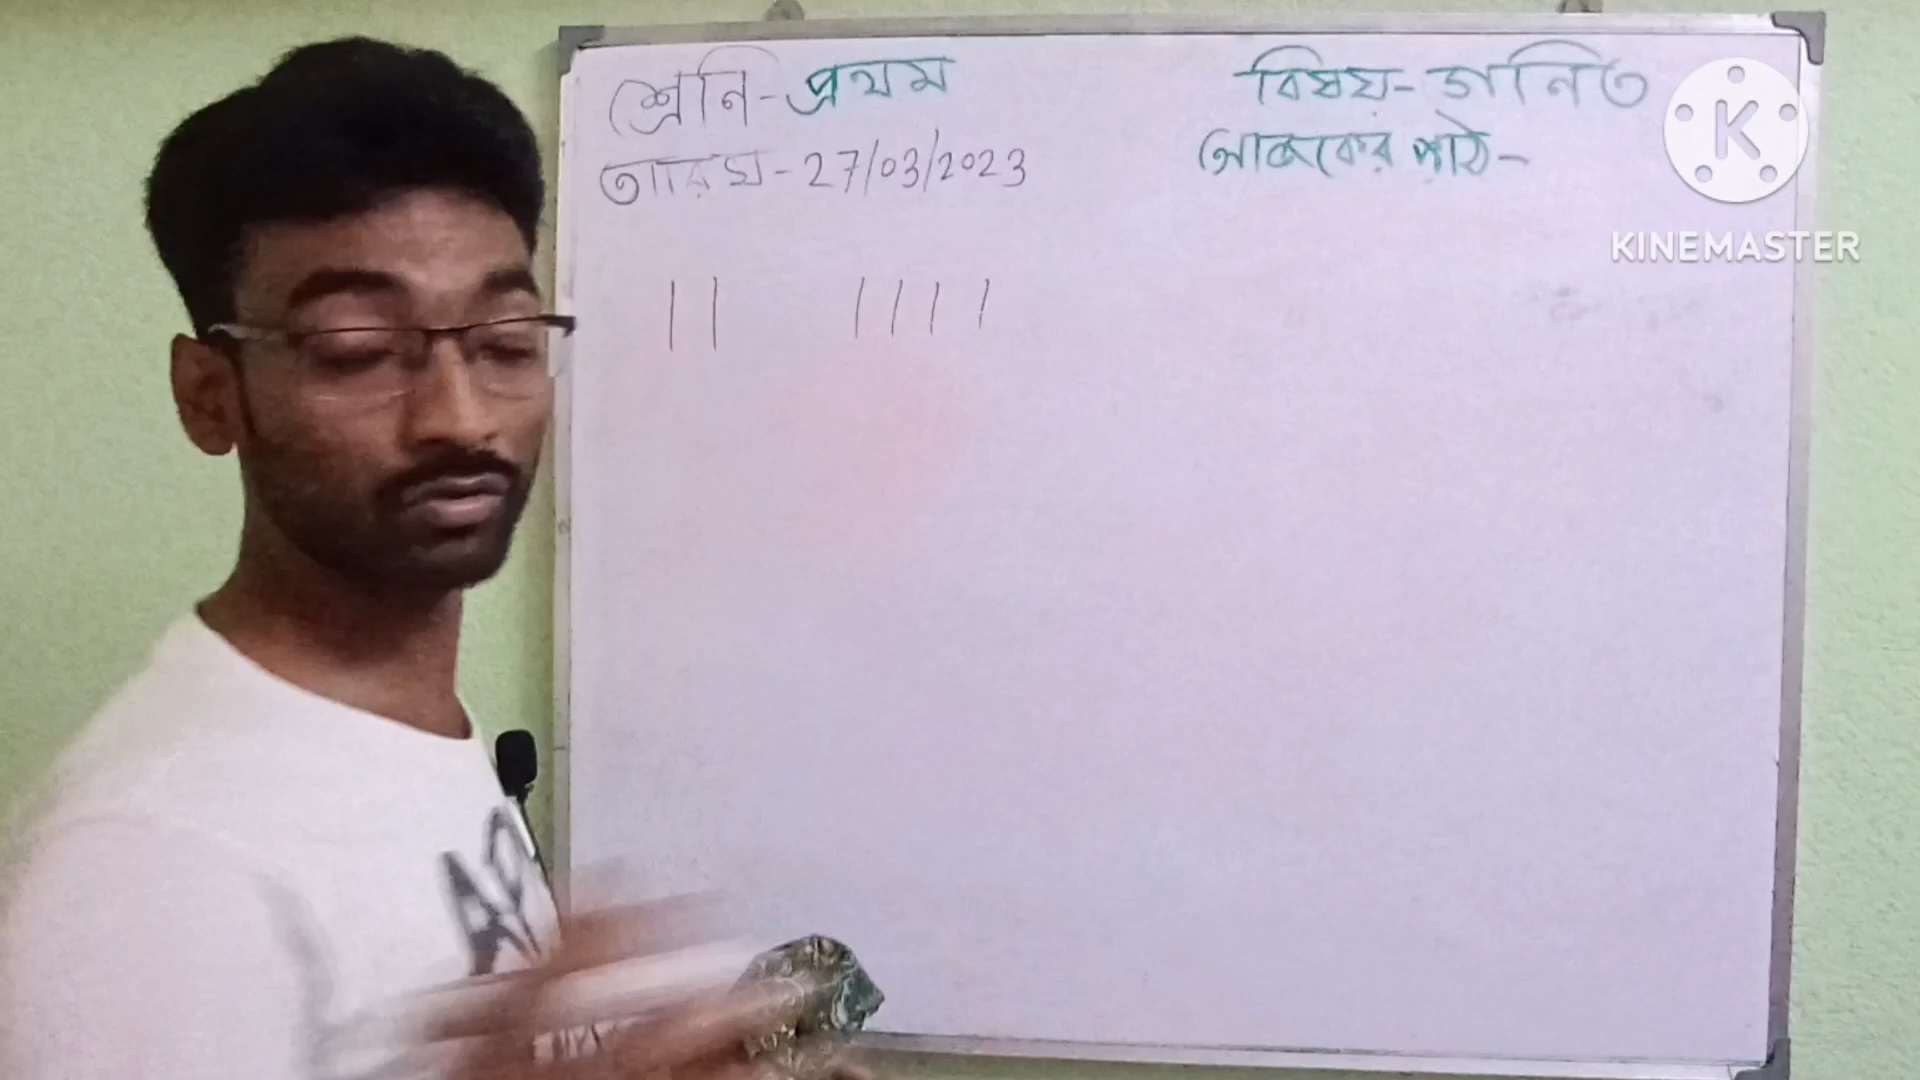 শ্রেনি-প্রথম
তারিখ-27/03/2023
বিষয়-গনিত
আজকের পাঠ-
|| ||||
K
KINEMASTER